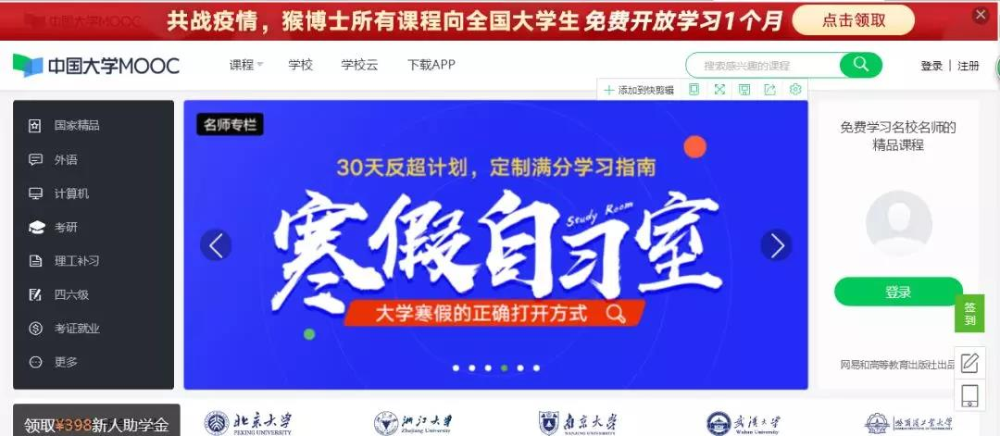 共战疫情，猴博士所有课程向全国大学生免费开放学习1个月
点击领取
中国大学MOOC
课程
学校
学校云
下载APP
搜索感兴趣的课程
登录 | 注册
添加到快剪辑
国家精品
外语
计算机
考研
理工补习
四六级
考证就业
更多
名师专栏
30天反超计划，定制满分学习指南
寒假自习室
Study Room
大学寒假的正确打开方式
免费学习名校名师的
精品课程
登录
签到
网易和高等教育出版社出品
领取¥398新人助学金
北京大学
PEKING UNIVERSITY
浙江大学
Zhejiang University
南京大学
NANJING UNIVERSITY
武汉大学
Wuhan University
哈尔滨工业大学